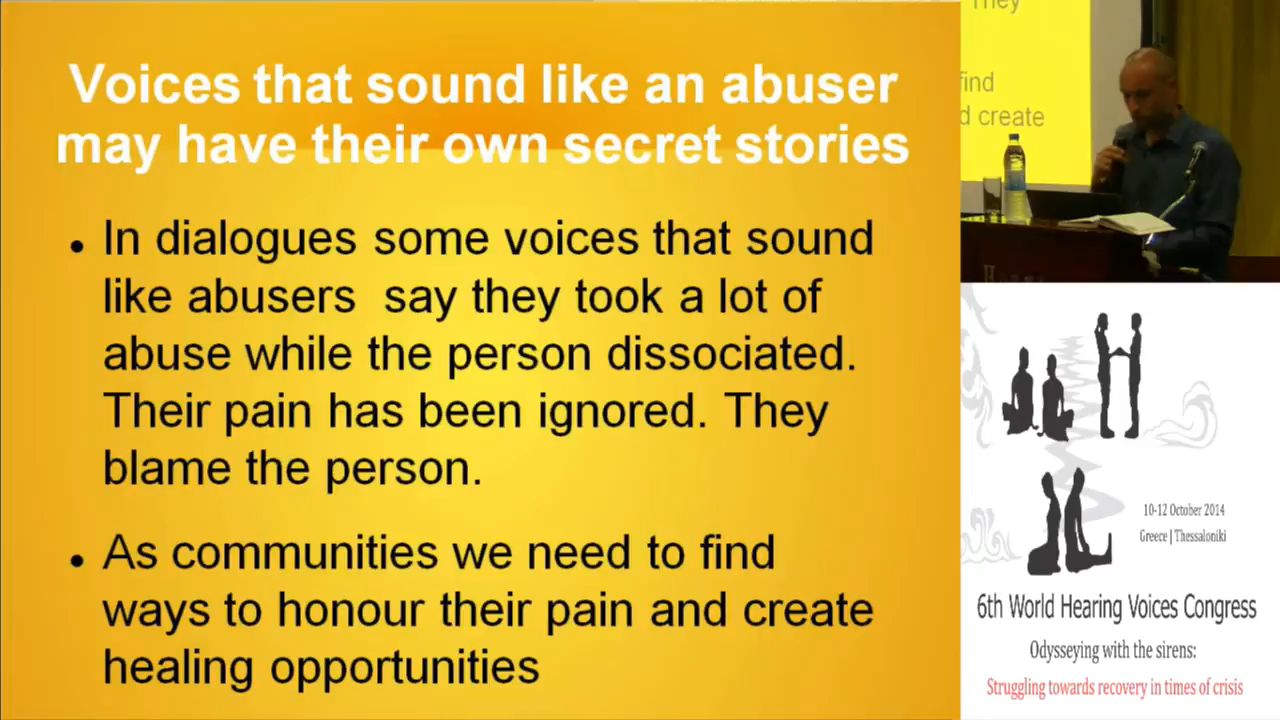 Voices that sound like an abuser
may have their own secret stories
• In dialogues some voices that sound
like abusers say they took a lot of
abuse while the person dissociated.
Their pain has been ignored. They
blame the person.
• As communities we need to find
ways to honour their pain and create
healing opportunities
They
find
d create
10-12 October 2014
Greece | Thessaloniki
6th World Hearing Voices Congress
Odysseying with the sirens:
Struggling towards recovery in times of crisis